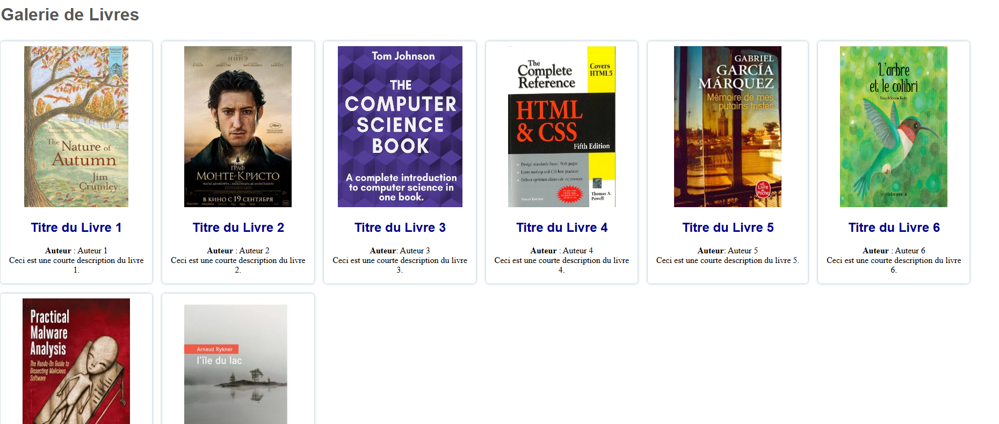 Galerie de Livres
The Nature of
Autumn
Jim
Crumley
Titre du Livre 1
Auteur : Auteur 1
Ceci est une courte description du livre
1.
НИНЭ
ГРАФ
МОНТЕ-КРИСТО
В КИНО С 19 СЕНТЯБРЯ
Titre du Livre 2
Auteur : Auteur 2
Ceci est une courte description du livre
2.
Tom Johnson
THE
COMPUTER
SCIENCE
BOOK
A complete introduction
to computer science in
one book.
Titre du Livre 3
Auteur: Auteur 3
Ceci est une courte description du livre
3.
The
Complete
Reference
Covers
HTML5
HTML
& CSS
Fifth Edition
Design standards-based Web pages
Learn markup and CSS best practices
Deliver optimum client-side experiences
INDIAN EDITION
Thomas A.
Powell
Titre du Livre 4
Auteur : Auteur 4
Ceci est une courte description du livre
4.
GABRIEL
GARCÍA
MÁRQUEZ
Mémoire de mes
putains tristes
Le Livre
de Poche
Titre du Livre 5
Auteur: Auteur 5
Ceci est une courte description du livre 5.
L'arbre
et le colibri
Titre du Livre 6
Auteur : Auteur 6
Ceci est une courte description du livre
6.
Practical
Malware
Analysis
The Hands-On Guide to
Dissecting Malicious
Software
Arnaud Rykner
l'île du lac